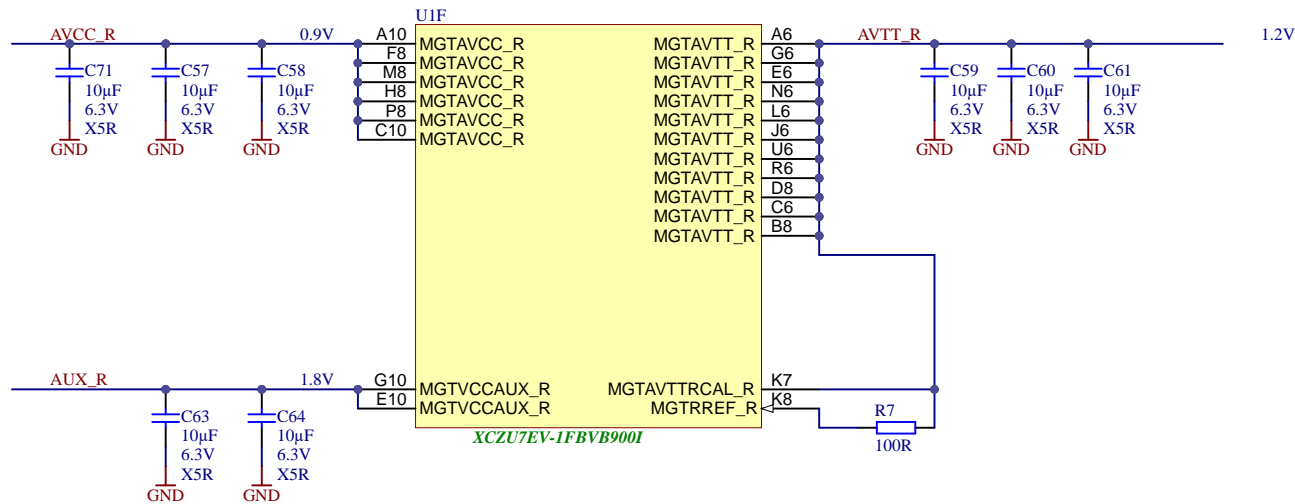 U1F
AVCC_R 0.9V
C71
10µF
6.3V
X5R
GND
C57
10µF
6.3V
X5R
GND
C58
10µF
6.3V
X5R
GND
A10 MGTAVCC_R
F8 MGTAVCC_R
M8 MGTAVCC_R
H8 MGTAVCC_R
P8 MGTAVCC_R
C10 MGTAVCC_R
MGTAVTT_R A6
MGTAVTT_R G6
MGTAVTT_R E6
MGTAVTT_R N6
MGTAVTT_R L6
MGTAVTT_R J6
MGTAVTT_R U6
MGTAVTT_R R6
MGTAVTT_R D8
MGTAVTT_R C6
MGTAVTT_R B8
AVTT_R 1.2V
C59
10µF
6.3V
X5R
GND
C60
10µF
6.3V
X5R
GND
C61
10µF
6.3V
X5R
GND
AUX_R 1.8V
C63
10µF
6.3V
X5R
GND
C64
10µF
6.3V
X5R
GND
G10 MGTVCCAUX_R
E10 MGTVCCAUX_R
MGTAVTTRCAL_R K7
MGTRREF_R K8
R7
100R
XCZU7EV-1FBVB900I